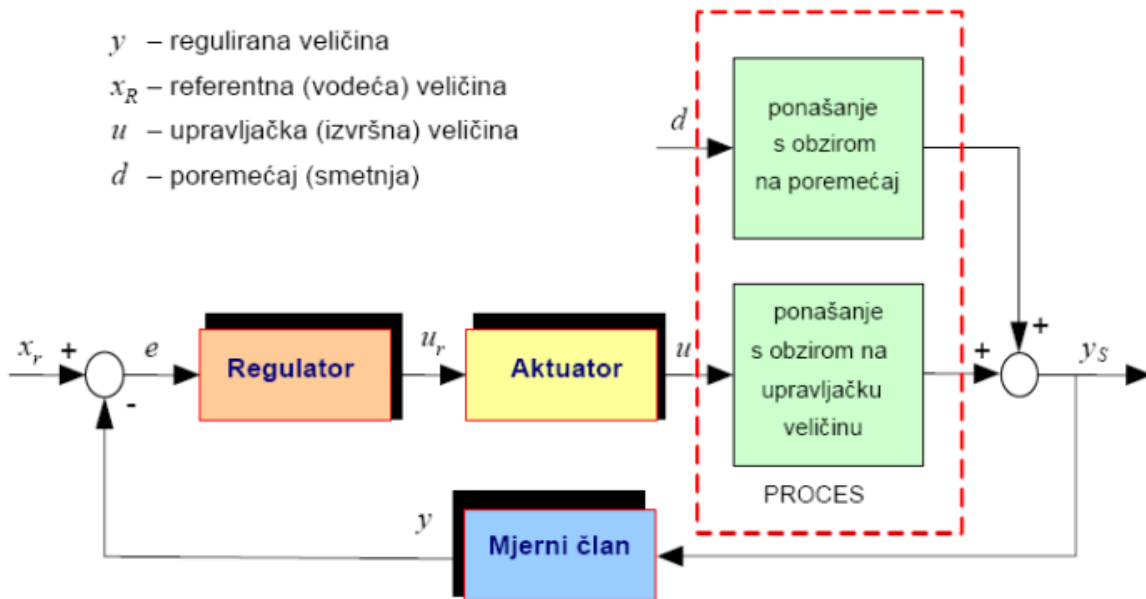 y – regulirana veličina
x_R – referentna (vodeća) veličina
u – upravljačka (izvršna) veličina
d – poremećaj (smetnja)
d
ponašanje
s obzirom
na poremećaj
x_r
+
-
e
Regulator
u_r
Aktuator
u
ponašanje
s obzirom na
upravljačku
veličinu
+
+
y_S
PROCES
y
Mjerni član